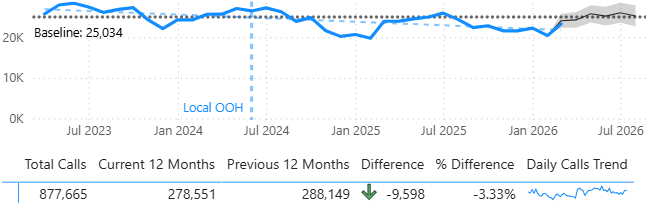 20K
Baseline: 25,034
10K
Local OOH
0K
Jul 2023 Jan 2024 Jul 2024 Jan 2025 Jul 2025 Jan 2026 Jul 2026
Total Calls Current 12 Months Previous 12 Months Difference % Difference Daily Calls Trend
877,665 278,551 288,149 -9,598 -3.33%